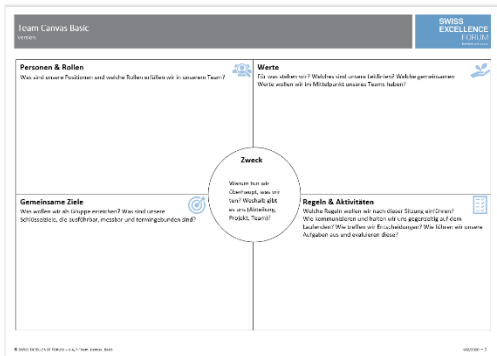 Team Canvas Basic
Version:
SWISS
EXCELLENCE
FORUM
Personen & Rollen
Was sind unsere Positionen und welche Rollen erfüllen wir in unserem Team?
Werte
Für was stehen wir? Welches sind unsere Leitlinien? Welche gemeinsamen
Werte wollen wir im Mittelpunkt unseres Teams haben?
Zweck
Warum tun wir
überhaupt, was wir
tun? Weshalb gibt
es uns (Abteilung,
Projekt, Team)?
Gemeinsame Ziele
Was wollen wir als Gruppe erreichen? Was sind unsere
Schlüsselziele, die ausführbar, messbar und termingebunden sind?
Regeln & Aktivitäten
Welche Regeln wollen wir nach dieser Sitzung einführen?
Wie kommunizieren und halten wir uns gegenseitig auf dem
Laufenden? Wie treffen wir Entscheidungen? Wie führen wir unsere
Aufgaben aus und evaluieren diese?
© SWISS EXCELLENCE FORUM